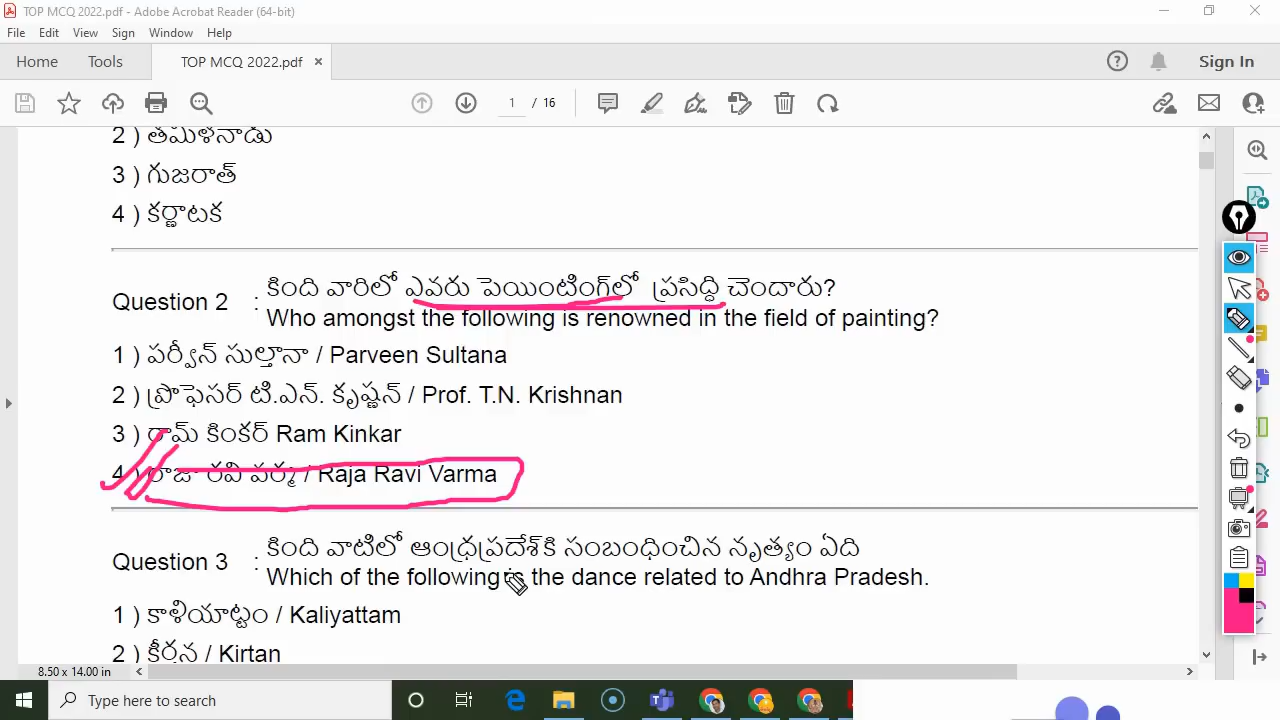 TOP MCQ 2022.pdf - Adobe Acrobat Reader (64-bit)
File Edit View Sign Window Help
Home Tools TOP MCQ 2022.pdf × Sign In
1 / 16
2 ) తమిళనాడు
3 ) గుజరాత్
4 ) కర్ణాటక
కింది వారిలో ఎవరు పెయింటింగ్‌లో ప్రసిద్ధి చెందారు?
Question 2 :
Who amongst the following is renowned in the field of painting?
1 ) పర్వీన్ సుల్తానా / Parveen Sultana
2 ) ప్రొఫెసర్ టి.ఎన్. కృష్ణన్ / Prof. T.N. Krishnan
3 ) రామ్ కింకర్ Ram Kinkar
4 ) రాజా రవి వర్మ / Raja Ravi Varma
కింది వాటిలో ఆంధ్రప్రదేశ్‌క్ సంబంధించిన నృత్యం ఏది
Question 3 :
Which of the following is the dance related to Andhra Pradesh.
1 ) కాళియాట్టం / Kaliyattam
2 ) కీర్తన / Kirtan
8.50 x 14.00 in
Type here to search